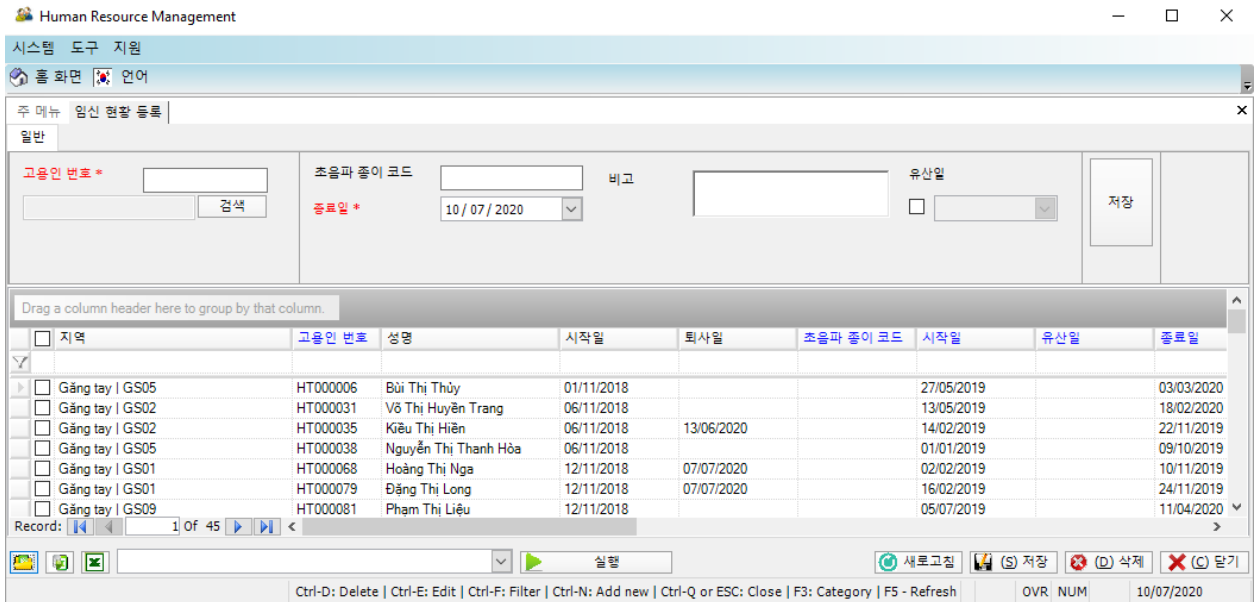 Human Resource Management
시스템 도구 지원
홈 화면 언어
주 메뉴 임신 현황 등록
일반
고용인 번호 * 초음파 종이 코드 비고 유산일 저장
검색 종료일 * 10 / 07 / 2020
Drag a column header here to group by that column.
지역 고용인 번호 성명 시작일 퇴사일 초음파 종이 코드 시작일 유산일 종료일
Găng tay | GS05 HT000006 Bùi Thị Thủy 01/11/2018 27/05/2019 03/03/2020
Găng tay | GS02 HT000031 Võ Thị Huyền Trang 06/11/2018 13/05/2019 18/02/2020
Găng tay | GS02 HT000035 Kiều Thị Hiền 06/11/2018 13/06/2020 14/02/2019 22/11/2019
Găng tay | GS05 HT000038 Nguyễn Thị Thanh Hòa 06/11/2018 01/01/2019 09/10/2019
Găng tay | GS01 HT000068 Hoàng Thị Nga 12/11/2018 07/07/2020 02/02/2019 10/11/2019
Găng tay | GS01 HT000079 Đặng Thị Long 12/11/2018 07/07/2020 16/02/2019 24/11/2019
Găng tay | GS09 HT000081 Phạm Thị Liệu 12/11/2018 05/07/2019 11/04/2020
Record: 1 Of 45
실행 새로고침 (S) 저장 (D) 삭제 (C) 닫기
Ctrl-D: Delete | Ctrl-E: Edit | Ctrl-F: Filter | Ctrl-N: Add new | Ctrl-Q or ESC: Close | F3: Category | F5 - Refresh OVR NUM 10/07/2020